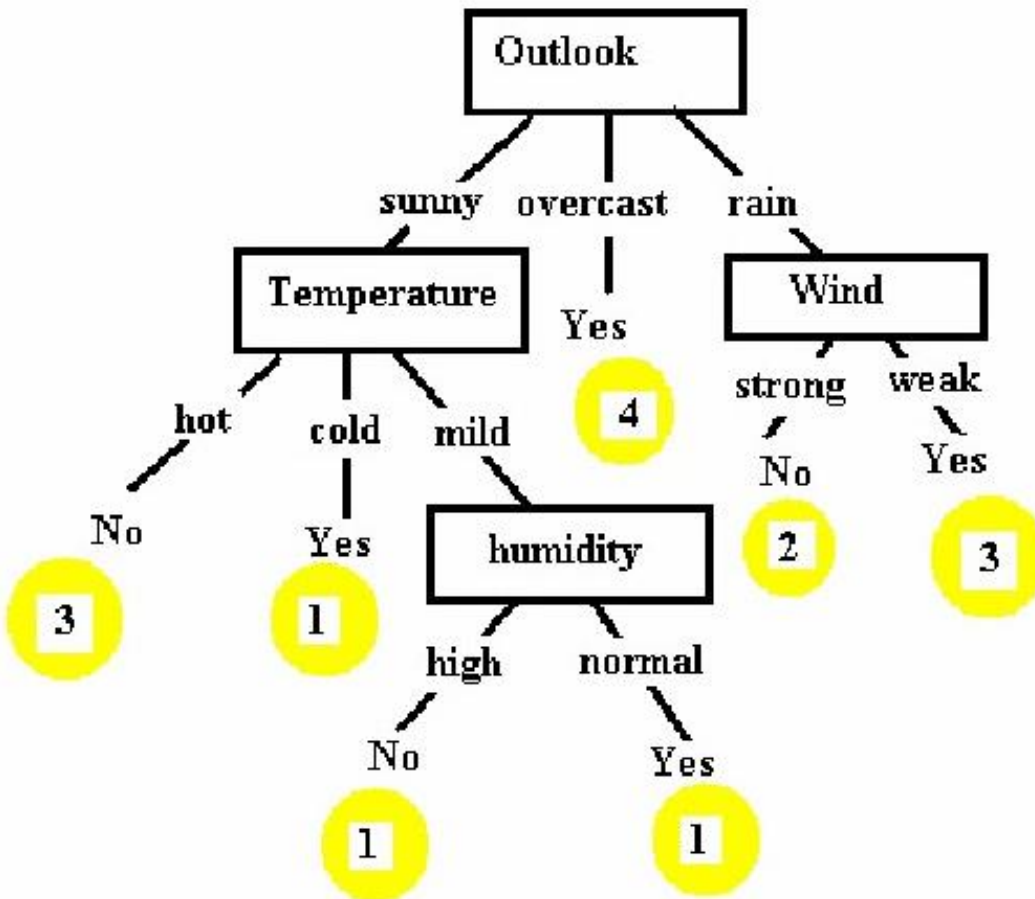 Outlook
sunny overcast rain
Temperature
Wind
Yes
strong weak
4
hot cold mild
No Yes
No Yes
humidity
2 3
3 1
high normal
No Yes
1 1